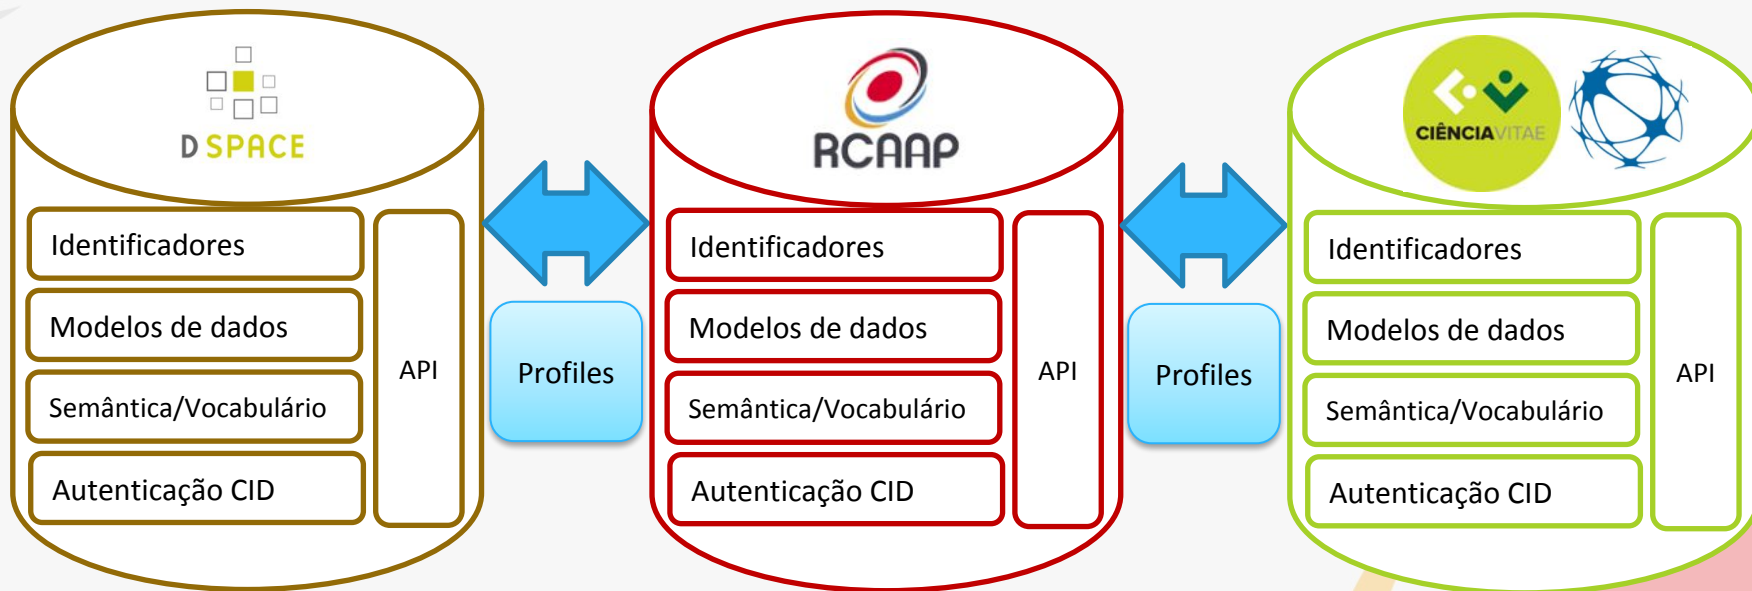 DSPACE
Identificadores
Modelos de dados
Semântica/Vocabulário
Autenticação CID
API
Profiles
RCAAP
Identificadores
Modelos de dados
Semântica/Vocabulário
Autenticação CID
API
Profiles
CIÊNCIAVITAE
Identificadores
Modelos de dados
Semântica/Vocabulário
Autenticação CID
API